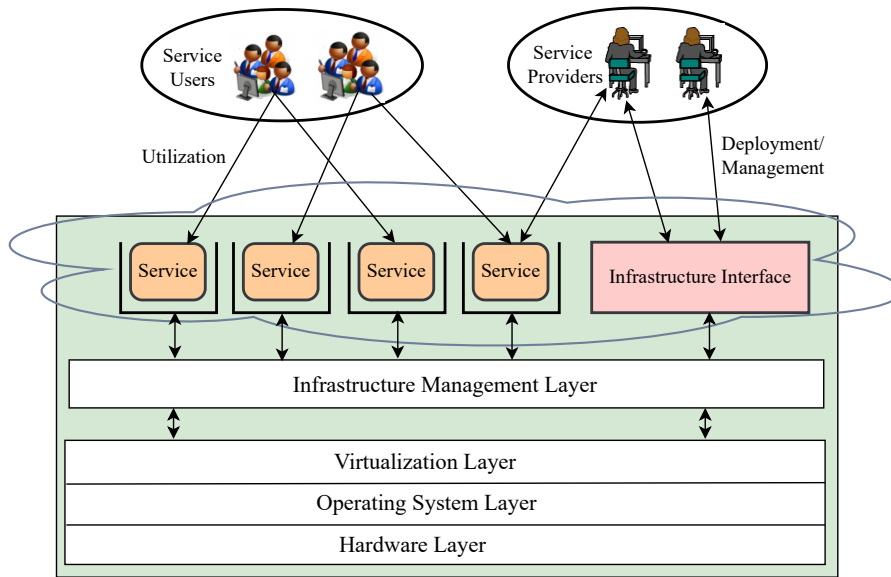 Service
Users
Service
Providers
Utilization
Deployment/
Management
Service
Service
Service
Service
Infrastructure Interface
Infrastructure Management Layer
Virtualization Layer
Operating System Layer
Hardware Layer